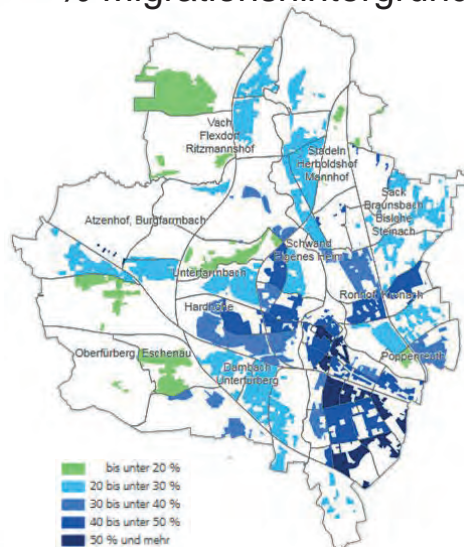 % Migrationshintergrund
Vach
Flexdorf
Ritzmannshof
Stadeln
Herboldshof
Mannhof
Sack
Braunsbach
Bislohe
Steinach
Atzenhof, Burgfarrnbach
Schwand
Eigenes Heim
Unterfarrnbach
Ronhof
Kronach
Hardhöhe
Poppenreuth
Oberfürberg, Eschenau
Dambach
Unterfürberg
bis unter 20 %
20 bis unter 30 %
30 bis unter 40 %
40 bis unter 50 %
50 % und mehr